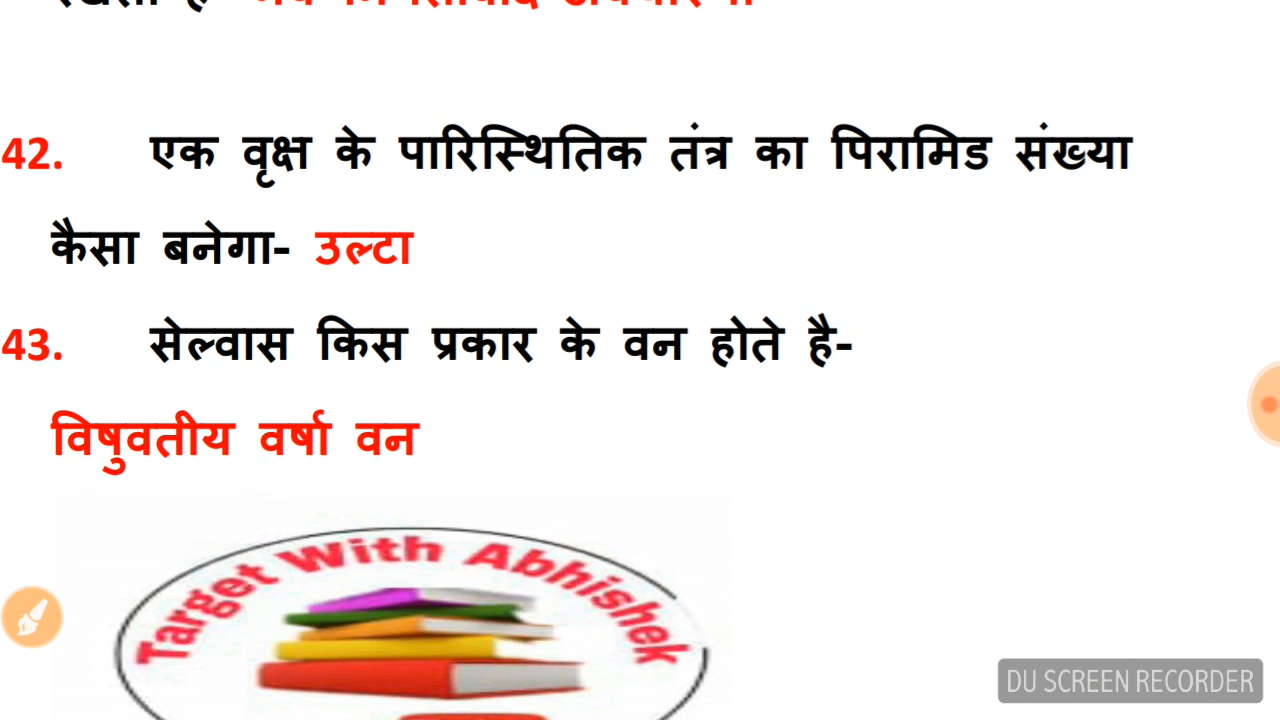 42. एक वृक्ष के पारिस्थितिक तंत्र का पिरामिड संख्या
कैसा बनेगा- उल्टा
43. सेल्वास किस प्रकार के वन होते है-
विषुवतीय वर्षा वन
Target With Abhishek
DU SCREEN RECORDER